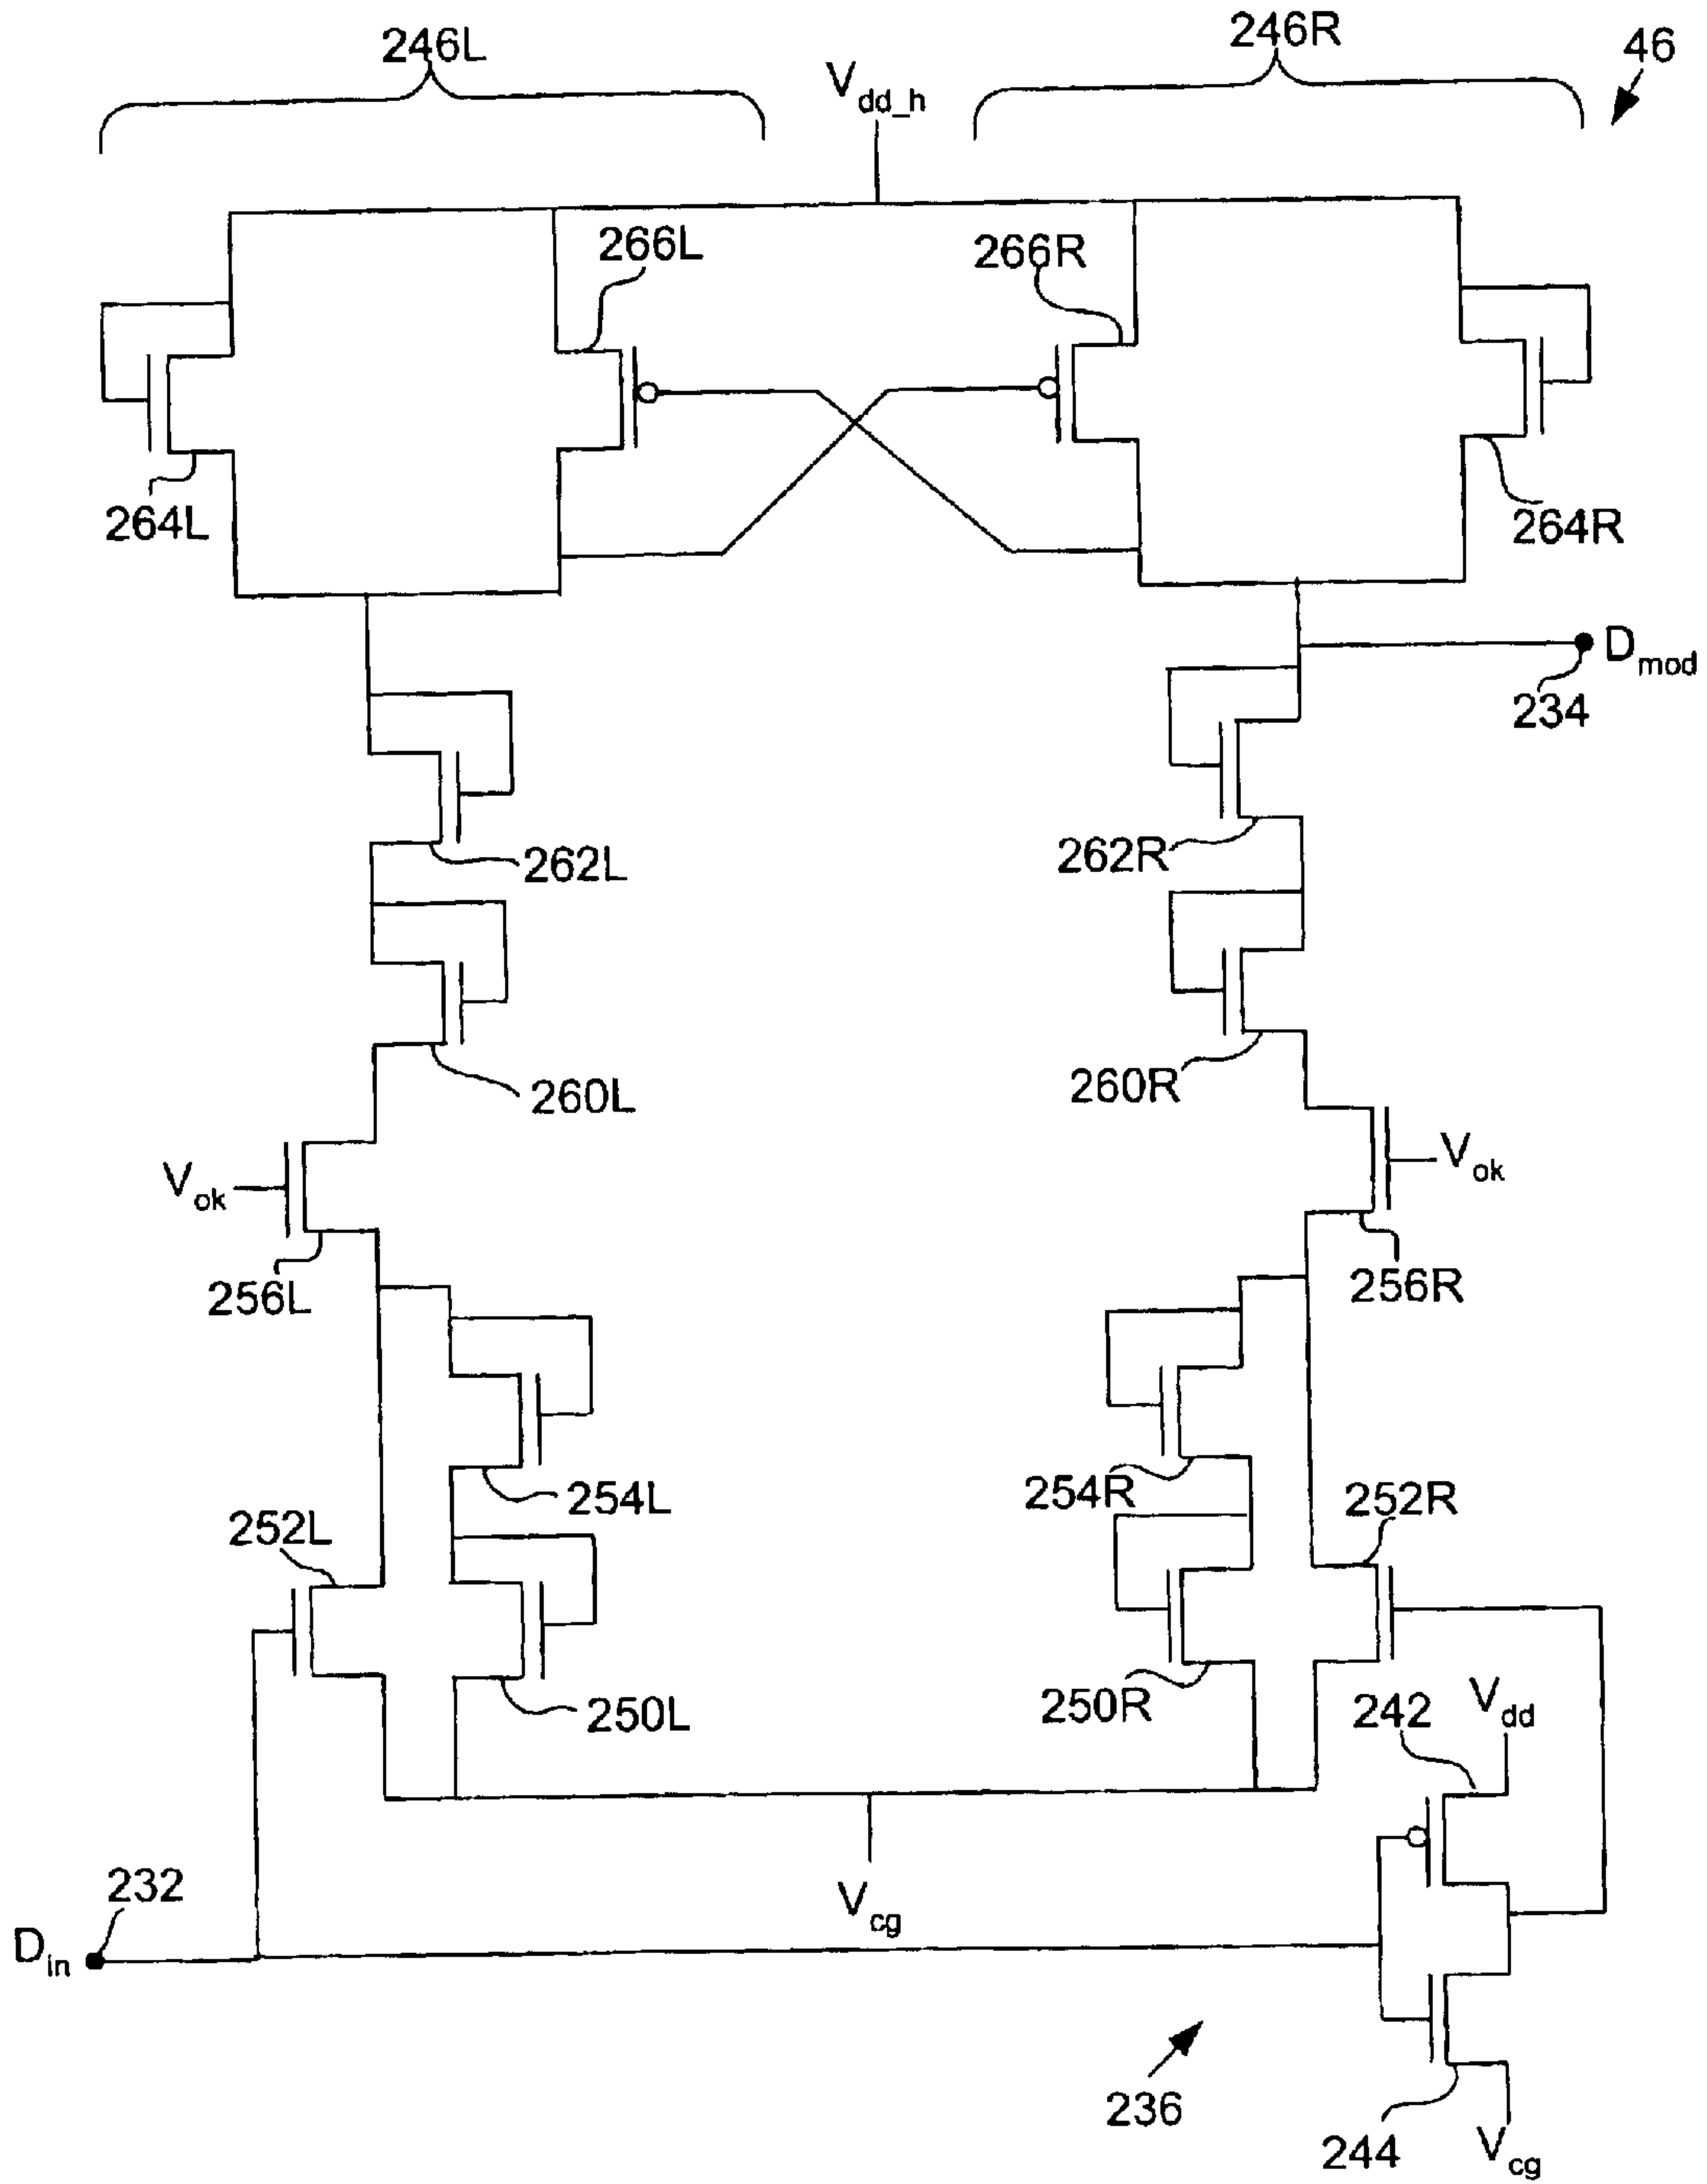 246L
246R
46
V_dd_h
266L
266R
264L
264R
D_mod
234
262L
262R
260L
260R
V_ok
V_ok
256L
256R
254L
254R
252R
252L
250L
250R
242
V_dd
232
V_cg
D_in
236
244
V_cg